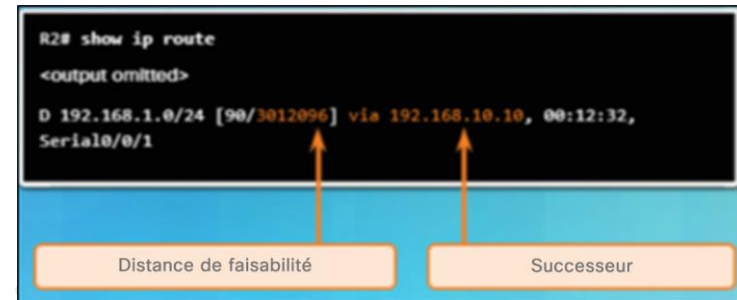 R2# show ip route
<output omitted>
D 192.168.1.0/24 [90/3012096] via 192.168.10.10, 00:12:32,
Serial0/0/1
Distance de faisabilité
Successeur